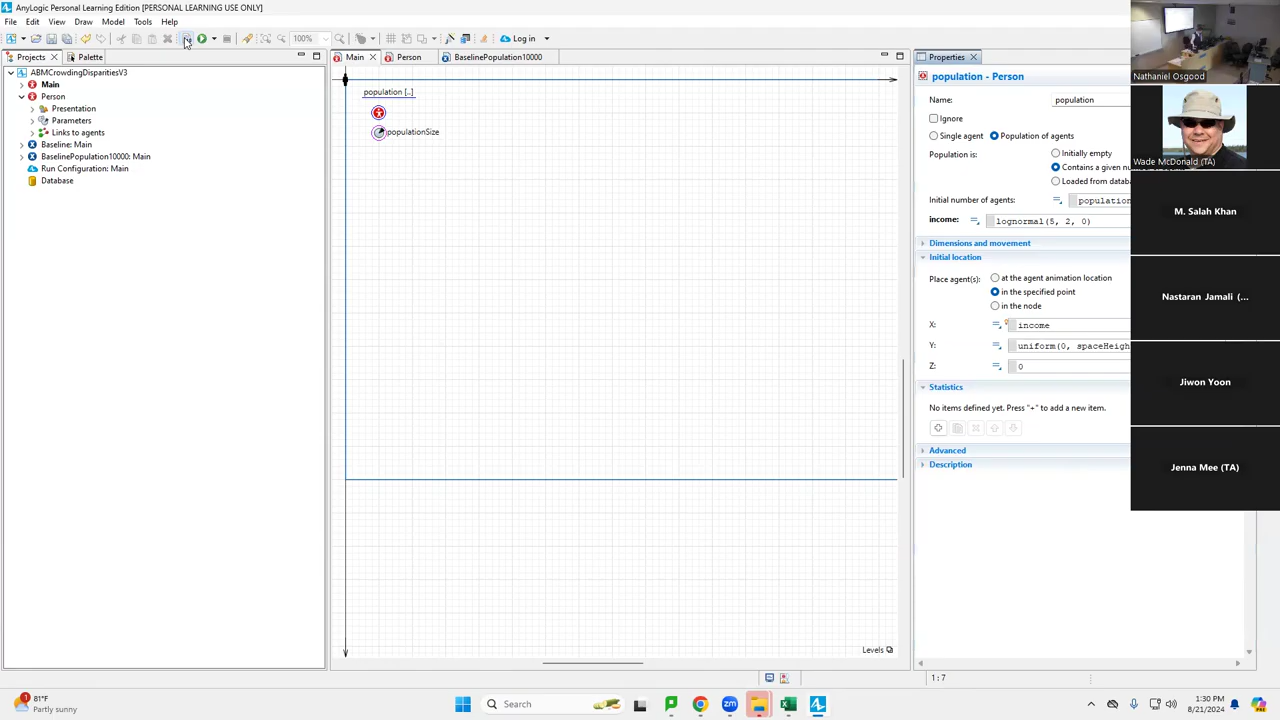 AnyLogic Personal Learning Edition [PERSONAL LEARNING USE ONLY]
File Edit View Draw Model Tools Help
100% Log in
Projects Palette
ABMCrowdingDisparitiesV3
Main
Person
Presentation
Parameters
Links to agents
Baseline: Main
BaselinePopulation10000: Main
Run Configuration: Main
Database
Main Person BaselinePopulation10000
population [..]
populationSize
Levels
Properties
population - Person
Name: population
Ignore
Single agent Population of agents
Population is: Initially empty
Contains a given
Loaded from datab
Initial number of agents: population
income: lognormal(5, 2, 0)
Dimensions and movement
Initial location
Place agent(s): at the agent animation location
in the specified point
in the node
X: income
Y: uniform(0, spaceHeigh
Z: 0
Statistics
No items defined yet. Press "+" to add a new item.
Advanced
Description
1:7
Nathaniel Osgood
Wade McDonald (TA)
M. Salah Khan
Nastaran Jamali (...
Jiwon Yoon
Jenna Mee (TA)
1
81°F
Partly sunny
Search
zm
1:30 PM
8/21/2024